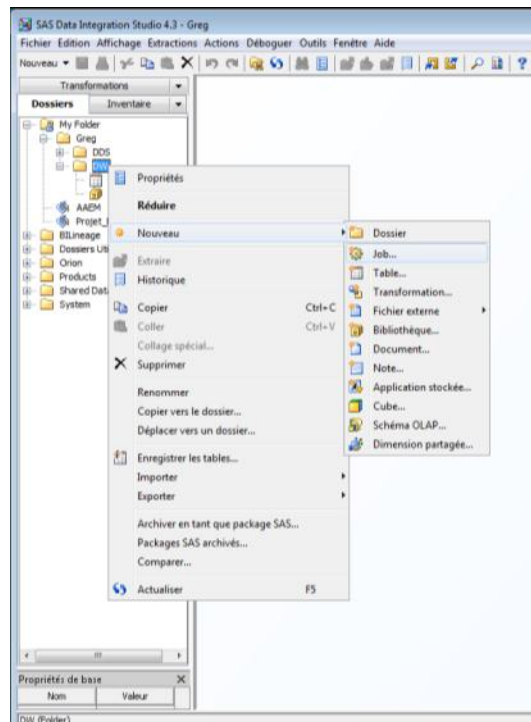 SAS Data Integration Studio 4.3 - Greg
Fichier Edition Affichage Extractions Actions Déboguer Outils Fenêtre Aide
Nouveau
Transformations
Dossiers Inventaire
My Folder
Greg
DDS
DW
AAEM
BILineage
Orion
Products
Shared Data
System
Propriétés
Réduire
Nouveau
Extraire
Historique
Copier Ctrl+C
Coller Ctrl+V
Collage spécial...
Supprimer
Renommer
Copier vers le dossier...
Déplacer vers un dossier...
Enregistrer les tables...
Importer
Exporter
Archiver en tant que package SAS...
Packages SAS archivés...
Comparer...
Actualiser F5
Dossier
Job...
Table...
Transformation...
Fichier externe
Bibliothèque...
Document...
Note...
Application stockée...
Cube...
Schéma OLAP...
Dimension partagée...
Propriétés de base
Nom Valeur
DW (Folder)